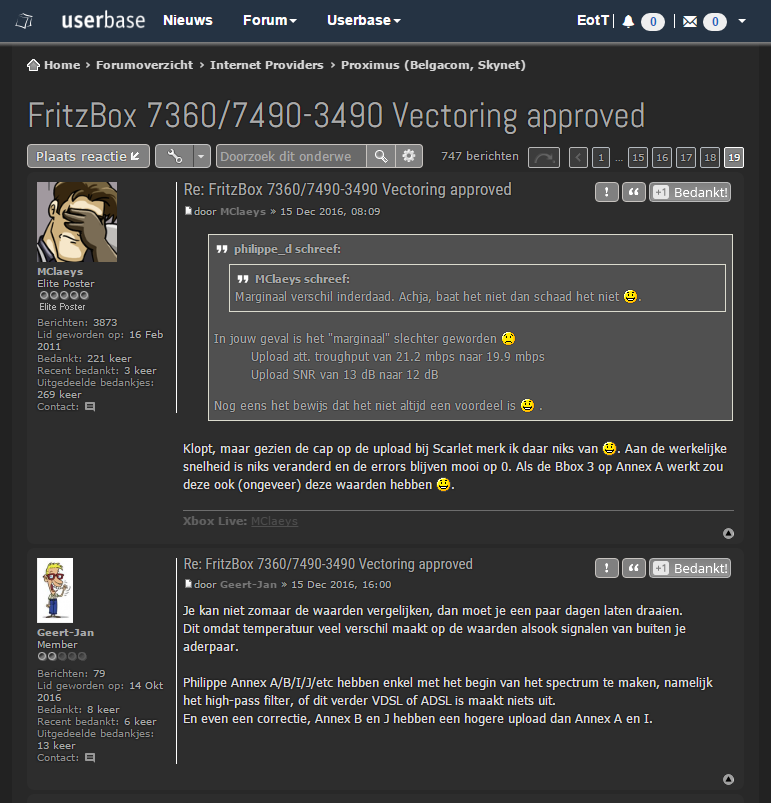 userbase Nieuws Forum Userbase EotT 0 0
Home › Forumoverzicht › Internet Providers › Proximus (Belgacom, Skynet)
FritzBox 7360/7490-3490 Vectoring approved
Plaats reactie Doorzoek dit onderwe 747 berichten 1 ... 15 16 17 18 19
Re: FritzBox 7360/7490-3490 Vectoring approved
! “ +1 Bedankt!
door MClaeys » 15 Dec 2016, 08:09
MClaeys
Elite Poster
Elite Poster
Berichten: 3873
Lid geworden op: 16 Feb
2011
Bedankt: 221 keer
Recent bedankt: 3 keer
Uitgedeelde bedankjes:
269 keer
Contact:
philippe_d schreef:
MClaeys schreef:
Marginaal verschil inderdaad. Achja, baat het niet dan schaad het niet .
In jouw geval is het "marginaal" slechter geworden
Upload att. troughput van 21.2 mbps naar 19.9 mbps
Upload SNR van 13 dB naar 12 dB
Nog eens het bewijs dat het niet altijd een voordeel is .
Klopt, maar gezien de cap op de upload bij Scarlet merk ik daar niks van . Aan de werkelijke
snelheid is niks veranderd en de errors blijven mooi op 0. Als de Bbox 3 op Annex A werkt zou
deze ook (ongeveer) deze waarden hebben .
Xbox Live: MClaeys
Re: FritzBox 7360/7490-3490 Vectoring approved
! “ +1 Bedankt!
door Geert-Jan » 15 Dec 2016, 16:00
Geert-Jan
Member
Berichten: 79
Lid geworden op: 14 Okt
2016
Bedankt: 8 keer
Recent bedankt: 6 keer
Uitgedeelde bedankjes:
13 keer
Contact:
Je kan niet zomaar de waarden vergelijken, dan moet je een paar dagen laten draaien.
Dit omdat temperatuur veel verschil maakt op de waarden alsook signalen van buiten je
aderpaar.
Philippe Annex A/B/I/J/etc hebben enkel met het begin van het spectrum te maken, namelijk
het high-pass filter, of dit verder VDSL of ADSL is maakt niets uit.
En even een correctie, Annex B en J hebben een hogere upload dan Annex A en I.